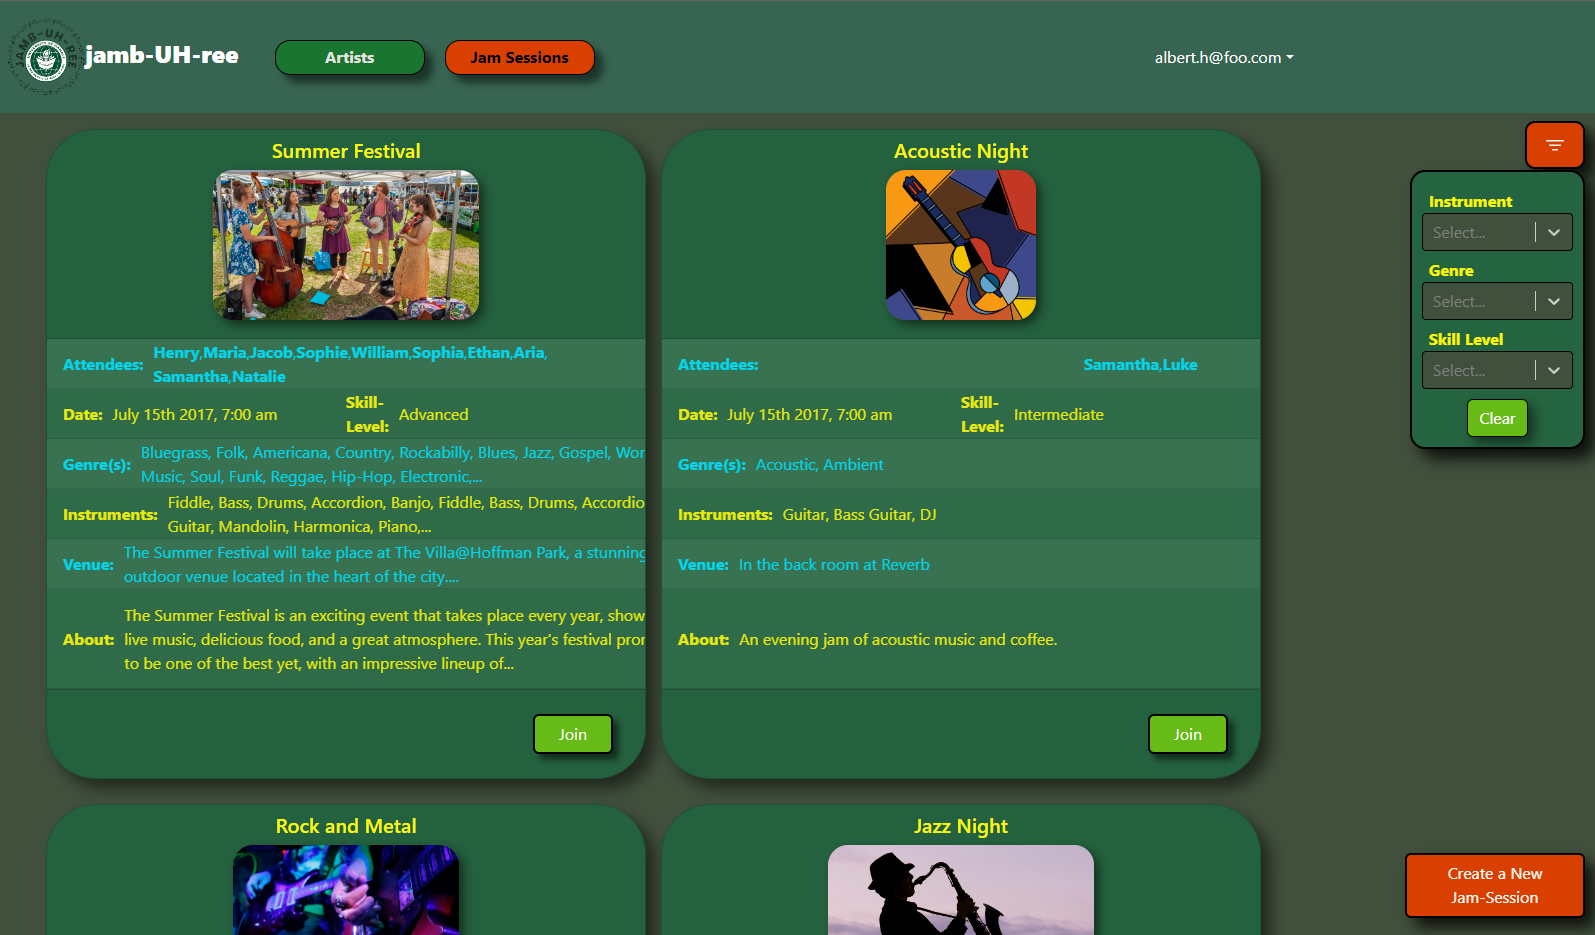 JAMB-UH-REE
jamb-UH-ree
Artists
Jam Sessions
albert.h@foo.com
Summer Festival
Attendees: Henry,Maria,Jacob,Sophie,William,Sophia,Ethan,Aria,
Samantha,Natalie
Date: July 15th 2017, 7:00 am
Skill-
Level: Advanced
Genre(s): Bluegrass, Folk, Americana, Country, Rockabilly, Blues, Jazz, Gospel, Wor
Music, Soul, Funk, Reggae, Hip-Hop, Electronic,...
Instruments: Fiddle, Bass, Drums, Accordion, Banjo, Fiddle, Bass, Drums, Accordio
Guitar, Mandolin, Harmonica, Piano,...
Venue: The Summer Festival will take place at The Villa@Hoffman Park, a stunning
outdoor venue located in the heart of the city....
About: The Summer Festival is an exciting event that takes place every year, show
live music, delicious food, and a great atmosphere. This year's festival pror
to be one of the best yet, with an impressive lineup of...
Join
Acoustic Night
Attendees: Samantha,Luke
Date: July 15th 2017, 7:00 am
Skill-
Level: Intermediate
Genre(s): Acoustic, Ambient
Instruments: Guitar, Bass Guitar, DJ
Venue: In the back room at Reverb
About: An evening jam of acoustic music and coffee.
Join
Instrument
Select...
Genre
Select...
Skill Level
Select...
Clear
Rock and Metal
Jazz Night
Create a New
Jam-Session